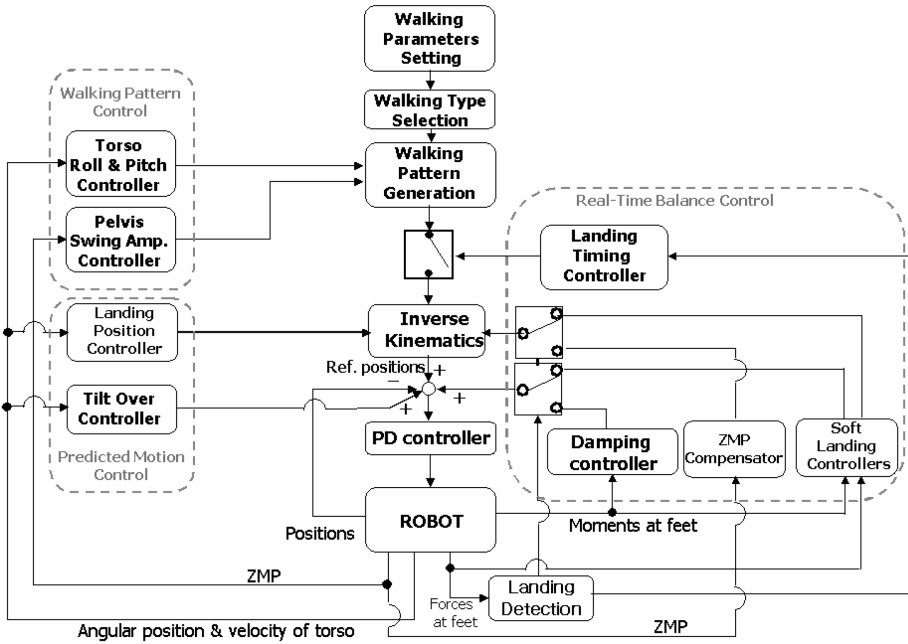 Walking
Parameters
Setting
Walking Pattern
Control
Walking Type
Selection
Torso
Roll & Pitch
Controller
Walking
Pattern
Generation
Real-Time Balance Control
Pelvis
Swing Amp.
Controller
Landing
Timing
Controller
Landing
Position
Controller
Inverse
Kinematics
Ref. positions
+
−
+
+
Tilt Over
Controller
PD controller
Damping
controller
ZMP
Compensator
Soft
Landing
Controllers
Predicted Motion
Control
Positions
ROBOT
Moments at feet
ZMP
Forces
at feet
Landing
Detection
ZMP
Angular position & velocity of torso